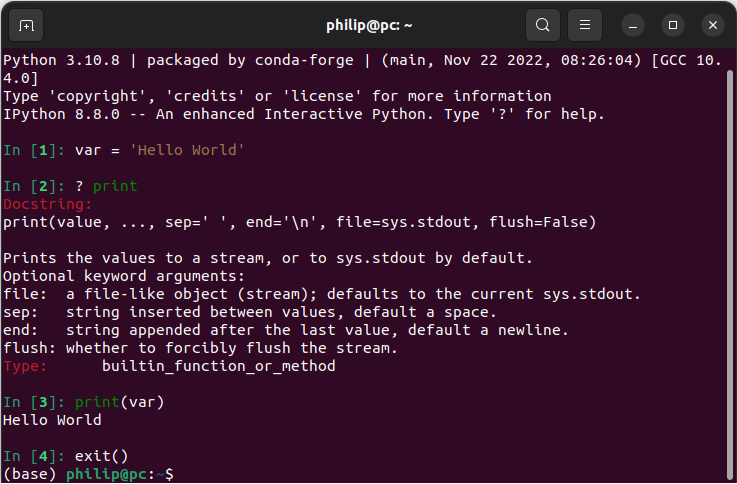 philip@pc: ~
Python 3.10.8 | packaged by conda-forge | (main, Nov 22 2022, 08:26:04) [GCC 10.
4.0]
Type 'copyright', 'credits' or 'license' for more information
IPython 8.8.0 -- An enhanced Interactive Python. Type '?' for help.
In [1]: var = 'Hello World'
In [2]: ? print
Docstring:
print(value, ..., sep=' ', end='\n', file=sys.stdout, flush=False)
Prints the values to a stream, or to sys.stdout by default.
Optional keyword arguments:
file:  a file-like object (stream); defaults to the current sys.stdout.
sep:   string inserted between values, default a space.
end:   string appended after the last value, default a newline.
flush: whether to forcibly flush the stream.
Type:      builtin_function_or_method
In [3]: print(var)
Hello World
In [4]: exit()
(base) philip@pc:~$